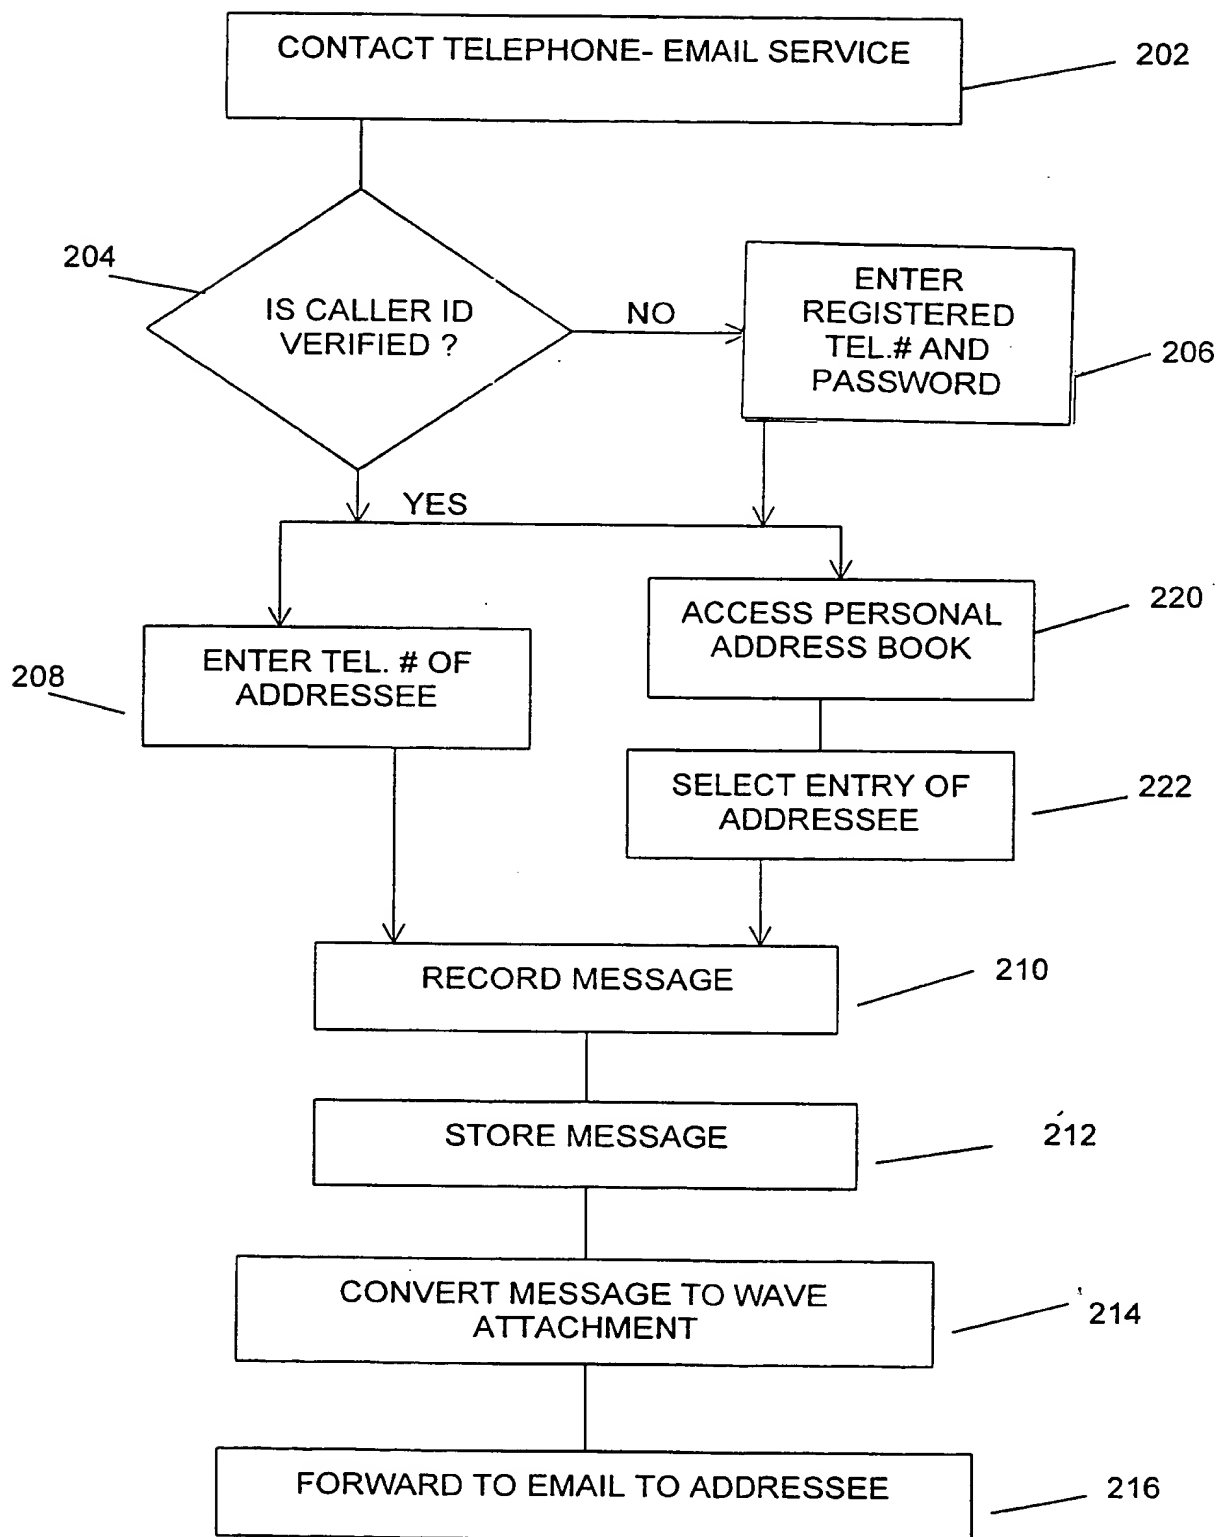 CONTACT TELEPHONE- EMAIL SERVICE
202
204
IS CALLER ID
VERIFIED ?
NO
ENTER
REGISTERED
TEL.# AND
PASSWORD
206
YES
208
ENTER TEL. # OF
ADDRESSEE
ACCESS PERSONAL
ADDRESS BOOK
220
SELECT ENTRY OF
ADDRESSEE
222
RECORD MESSAGE
210
STORE MESSAGE
212
CONVERT MESSAGE TO WAVE
ATTACHMENT
214
FORWARD TO EMAIL TO ADDRESSEE
216